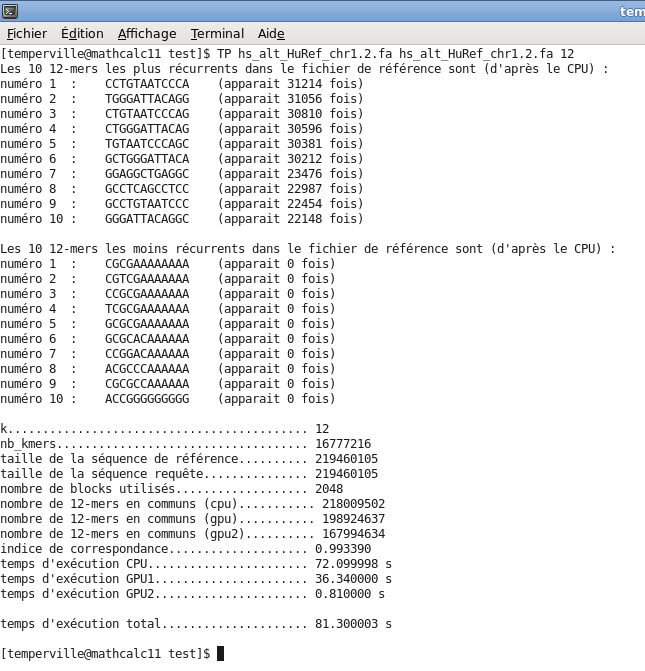 tem
Fichier Édition Affichage Terminal Aide
[temperville@mathcalc11 test]$ TP hs_alt_HuRef_chr1.2.fa hs_alt_HuRef_chr1.2.fa 12
Les 10 12-mers les plus récurrents dans le fichier de référence sont (d'après le CPU) :
numéro 1  :    CCTGTAATCCCA    (apparait 31214 fois)
numéro 2  :    TGGGATTACAGG    (apparait 31056 fois)
numéro 3  :    CTGTAATCCCAG    (apparait 30810 fois)
numéro 4  :    CTGGGATTACAG    (apparait 30596 fois)
numéro 5  :    TGTAATCCCAGC    (apparait 30381 fois)
numéro 6  :    GCTGGGATTACA    (apparait 30212 fois)
numéro 7  :    GGAGGCTGAGGC    (apparait 23476 fois)
numéro 8  :    GCCTCAGCCTCC    (apparait 22987 fois)
numéro 9  :    GCCTGTAATCCC    (apparait 22454 fois)
numéro 10 :    GGGATTACAGGC    (apparait 22148 fois)
Les 10 12-mers les moins récurrents dans le fichier de référence sont (d'après le CPU) :
numéro 1  :    CGCGAAAAAAAA    (apparait 0 fois)
numéro 2  :    CGTCGAAAAAAA    (apparait 0 fois)
numéro 3  :    CCGCGAAAAAAA    (apparait 0 fois)
numéro 4  :    TCGCGAAAAAAA    (apparait 0 fois)
numéro 5  :    GCGCGAAAAAAA    (apparait 0 fois)
numéro 6  :    GCGCACAAAAAA    (apparait 0 fois)
numéro 7  :    CCGGACAAAAAA    (apparait 0 fois)
numéro 8  :    ACGCCCAAAAAA    (apparait 0 fois)
numéro 9  :    CGCGCCAAAAAA    (apparait 0 fois)
numéro 10 :    ACCGGGGGGGGG    (apparait 0 fois)
k........................................... 12
nb_kmers.................................... 16777216
taille de la séquence de référence.......... 219460105
taille de la séquence requête............... 219460105
nombre de blocks utilisés................... 2048
nombre de 12-mers en communs (cpu)........... 218009502
nombre de 12-mers en communs (gpu)........... 198924637
nombre de 12-mers en communs (gpu2).......... 167994634
indice de correspondance.................... 0.993390
temps d'exécution CPU...................... 72.099998 s
temps d'exécution GPU1..................... 36.340000 s
temps d'exécution GPU2..................... 0.810000 s
temps d'exécution total..................... 81.300003 s
[temperville@mathcalc11 test]$